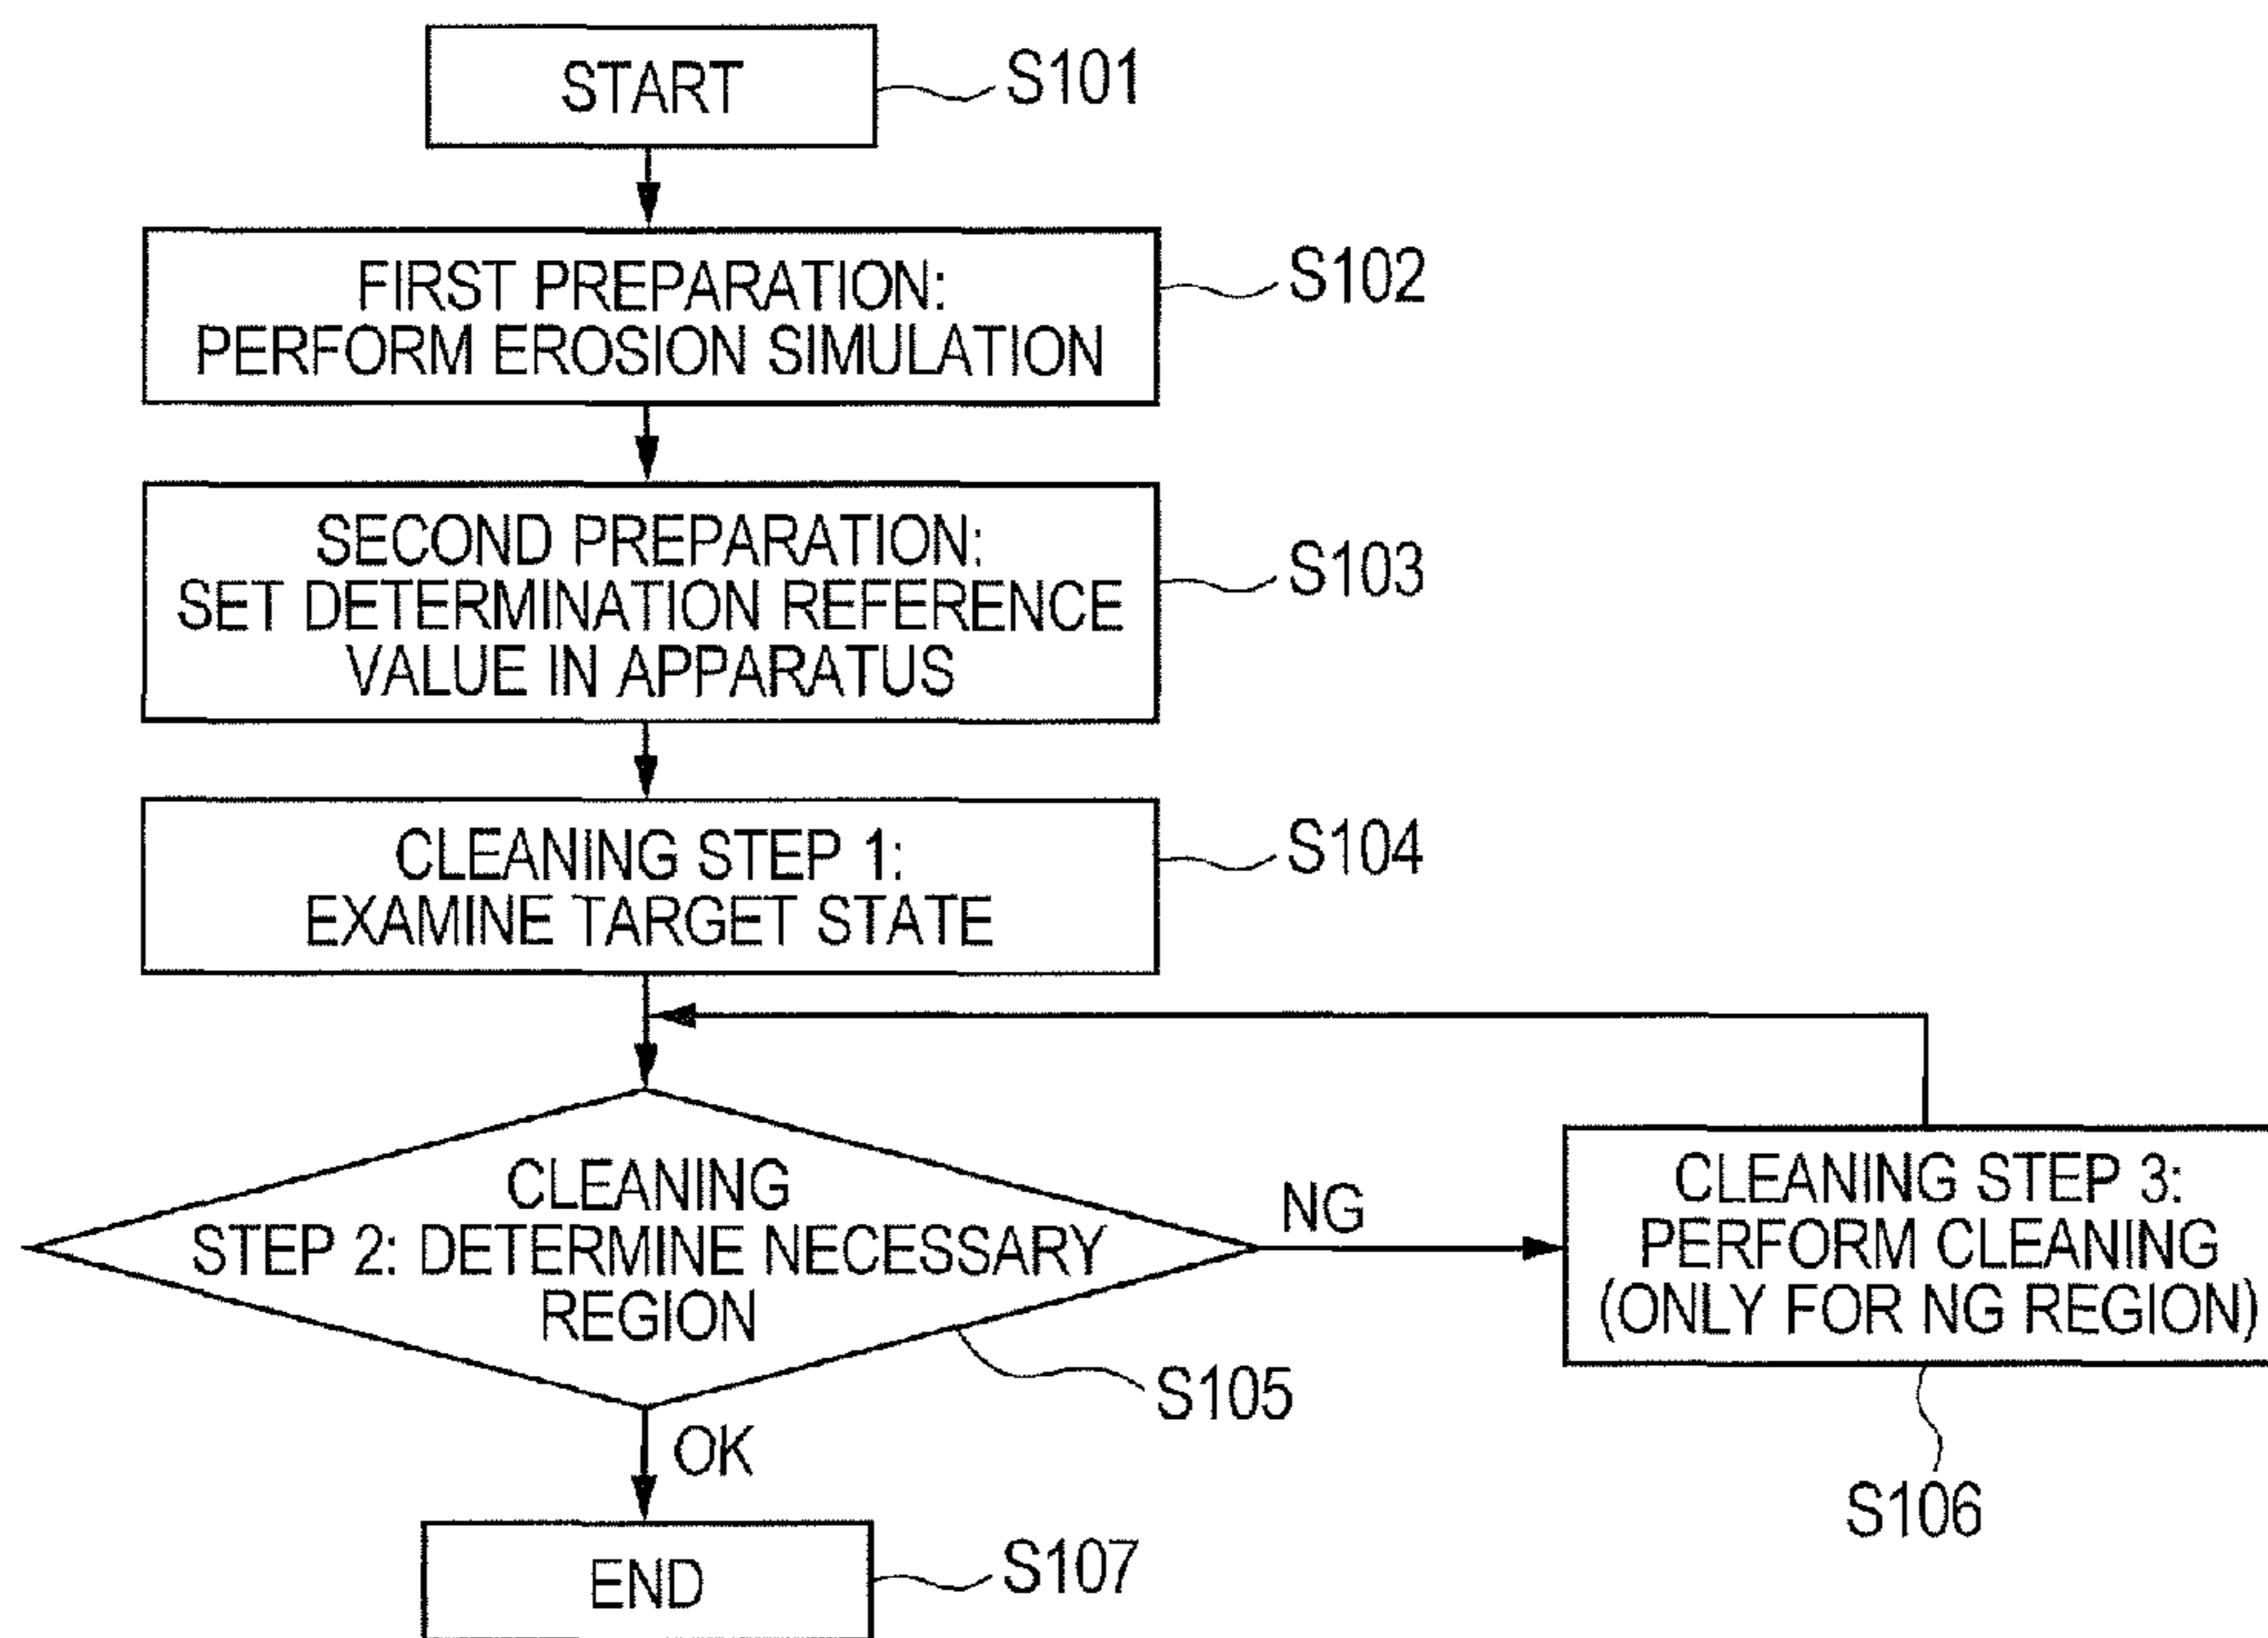 START
S101
FIRST PREPARATION:
PERFORM EROSION SIMULATION
S102
SECOND PREPARATION:
SET DETERMINATION REFERENCE
VALUE IN APPARATUS
S103
CLEANING STEP 1:
EXAMINE TARGET STATE
S104
CLEANING
STEP 2: DETERMINE NECESSARY
REGION
S105
NG
CLEANING STEP 3:
PERFORM CLEANING
(ONLY FOR NG REGION)
S106
OK
END
S107